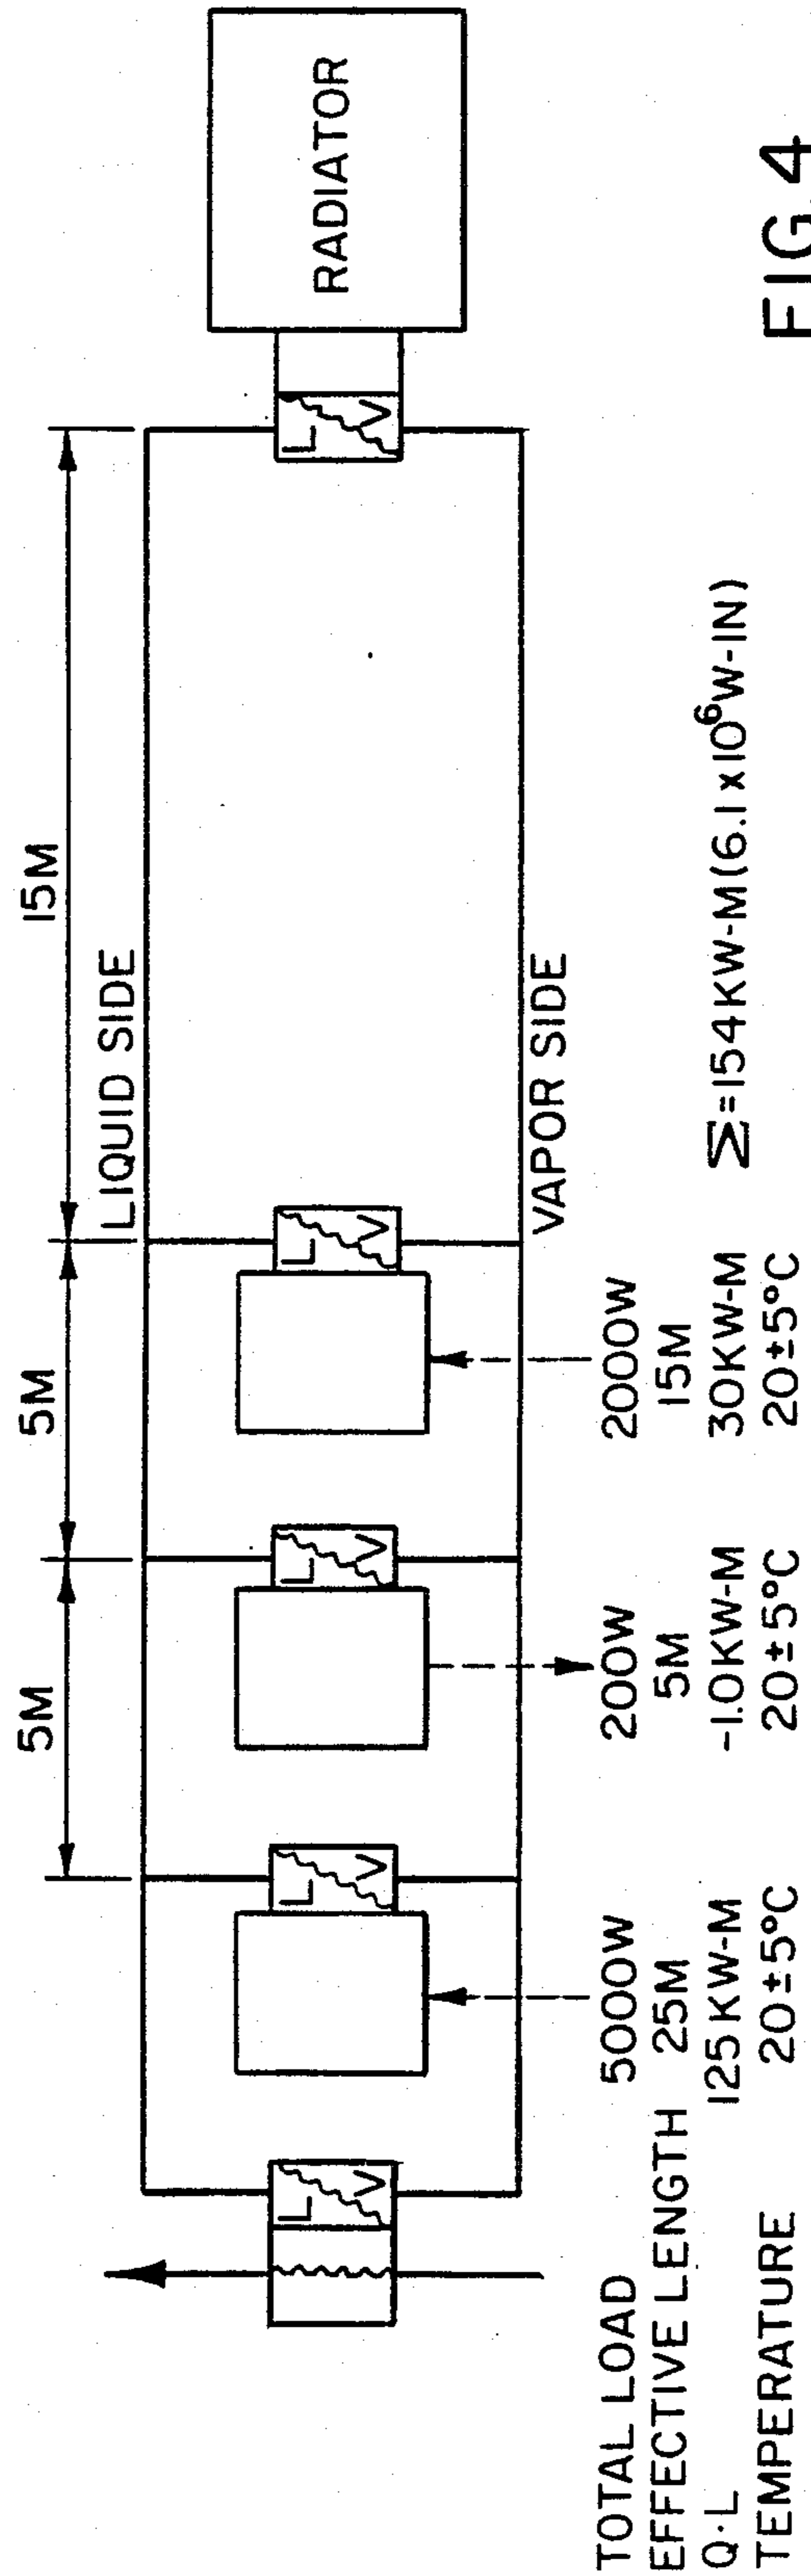 15M
5M
5M
LIQUID SIDE
RADIATOR
L
V
L
V
L
V
L
V
L
V
VAPOR SIDE
TOTAL LOAD 5000W 200W 2000W
EFFECTIVE LENGTH 25M 5M 15M
Q·L 125KW-M -1.0KW-M 30KW-M Σ=154KW-M(6.1x10⁶W-IN)
TEMPERATURE 20±5°C 20±5°C 20±5°C
FIG.4